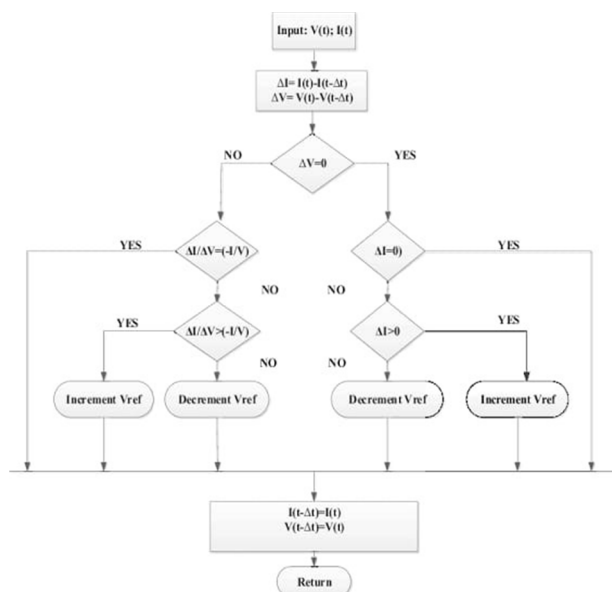 Input: V(t); I(t)
ΔI= I(t)-I(t-Δt)
ΔV= V(t)-V(t-Δt)
NO
YES
ΔV=0
YES
ΔI/ΔV=(-I/V)
ΔI=0)
YES
NO
NO
YES
ΔI/ΔV>(-I/V)
ΔI>0
YES
NO
NO
Increment Vref
Decrement Vref
Decrement Vref
Increment Vref
I(t-Δt)=I(t)
V(t-Δt)=V(t)
Return